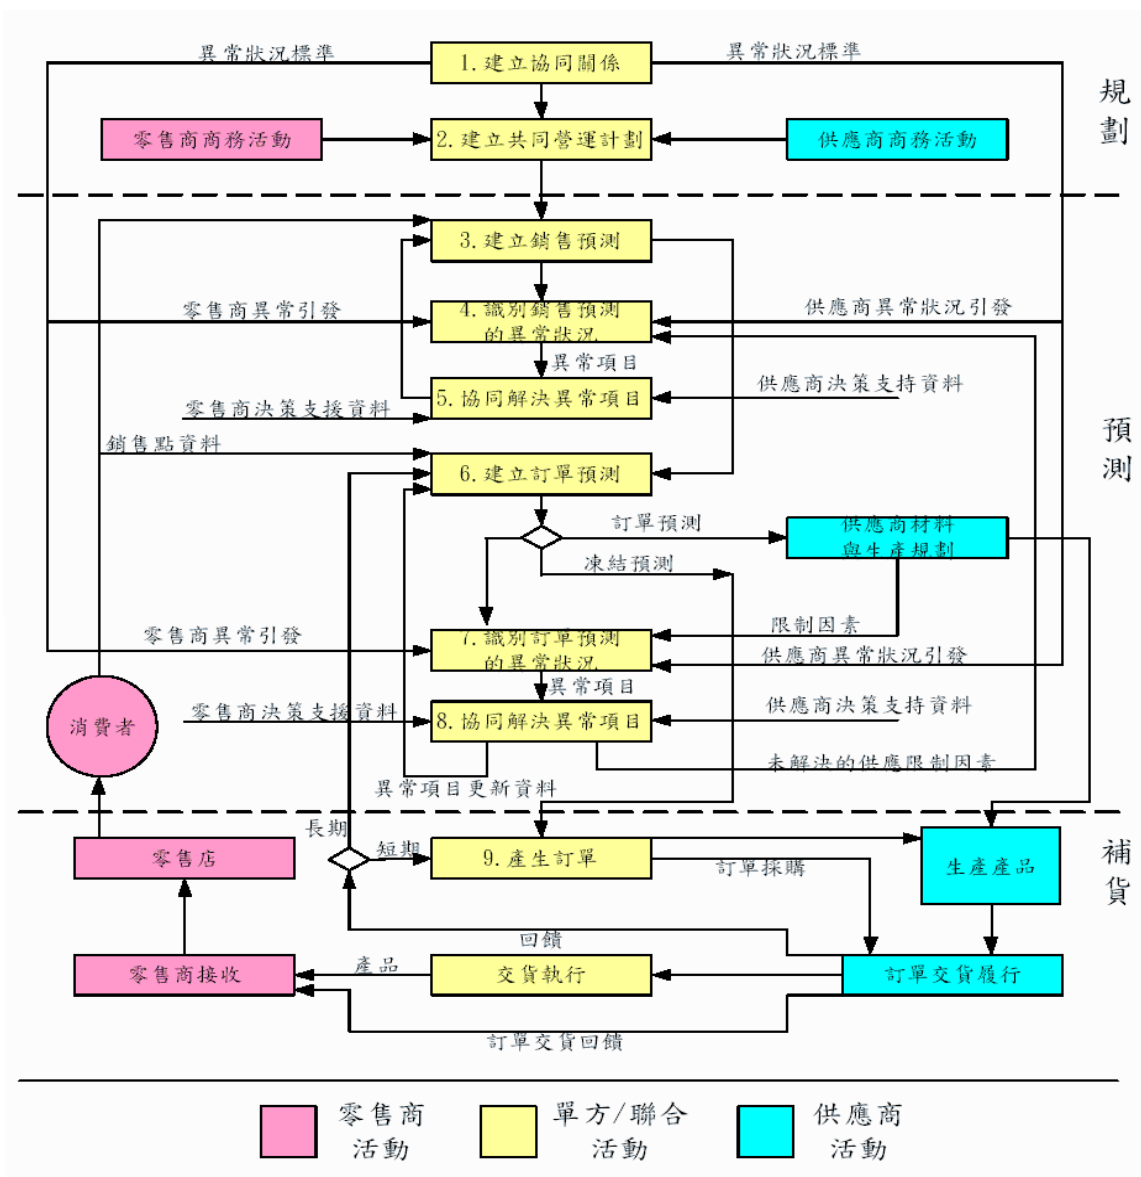 異常狀況標準
1.建立協同關係
異常狀況標準
規
劃
零售商商務活動
2.建立共同營運計劃
供應商商務活動
3.建立銷售預測
零售商異常引發
4.識別銷售預測
的異常狀況
供應商異常狀況引發
異常項目
供應商決策支持資料
5.協同解決異常項目
零售商決策支援資料
預
測
銷售點資料
6.建立訂單預測
訂單預測
供應商材料
與生產規劃
凍結預測
限制因素
零售商異常引發
7.識別訂單預測
的異常狀況
供應商異常狀況引發
異常項目
消費者
零售商決策支援資料
8.協同解決異常項目
供應商決策支持資料
未解決的供應限制因素
異常項目更新資料
長期
短期
零售店
9.產生訂單
訂單採購
生產產品
補
貨
回饋
產品
零售商接收
交貨執行
訂單交貨履行
訂單交貨回饋
零售商
活動
單方/聯合
活動
供應商
活動